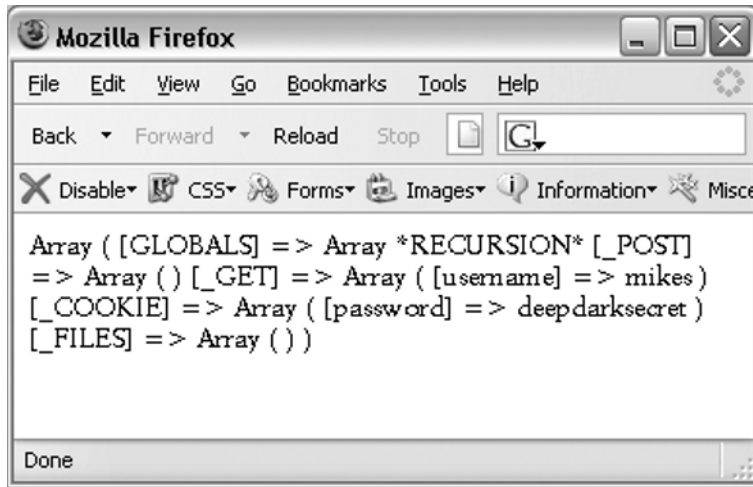 Mozilla Firefox
File Edit View Go Bookmarks Tools Help
Back Forward Reload Stop G
Disable CSS Forms Images Information Misce
Array ( [GLOBALS] => Array *RECURSION* [_POST]
=> Array ( ) [_GET] => Array ( [username] => mikes )
[_COOKIE] => Array ( [password] => deepdarksecret )
[_FILES] => Array ( ) )
Done